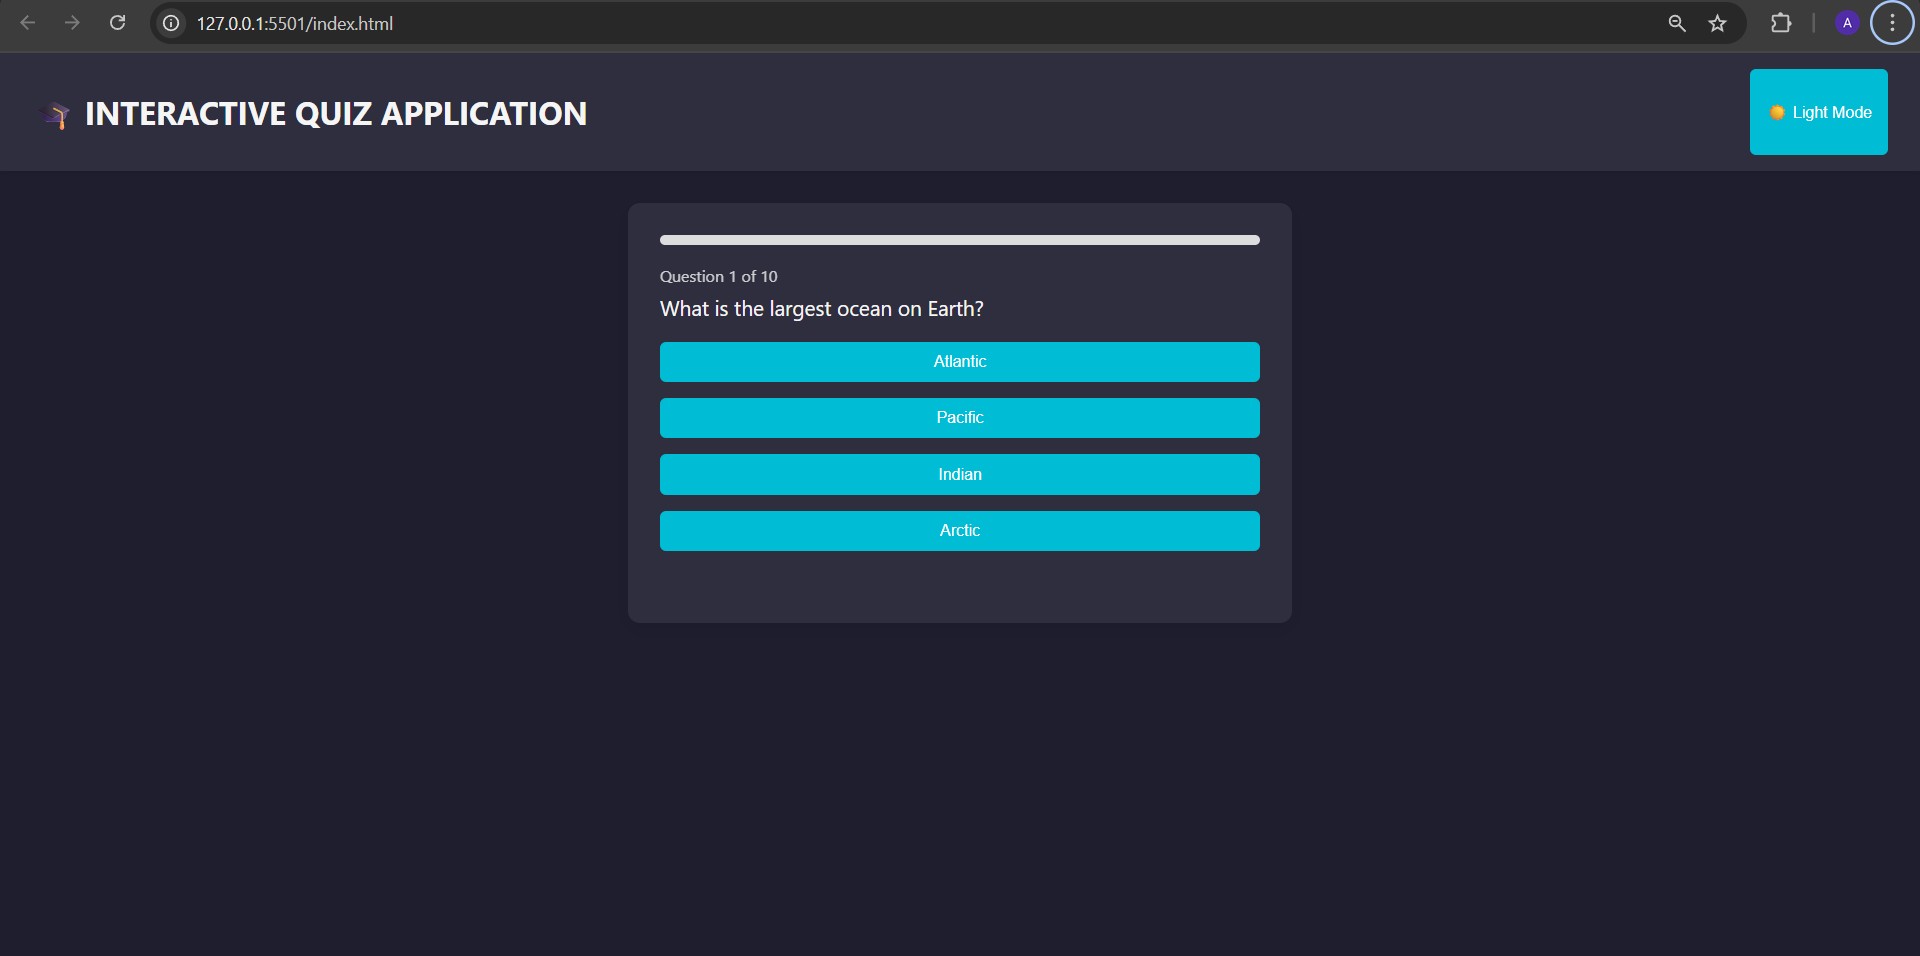 127.0.0.1:5501/index.html
A
INTERACTIVE QUIZ APPLICATION
Light Mode
Question 1 of 10
What is the largest ocean on Earth?
Atlantic
Pacific
Indian
Arctic